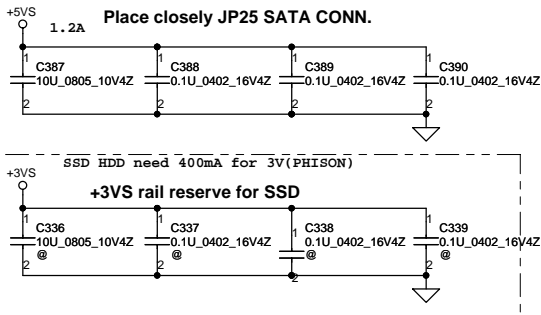 +5VS
Place closely JP25 SATA CONN.
1.2A
1 1 1 1
C387 C388 C389 C390
10U_0805_10V4Z 0.1U_0402_16V4Z 0.1U_0402_16V4Z 0.1U_0402_16V4Z
2 2 2 2
SSD HDD need 400mA for 3V(PHISON)
+3VS
+3VS rail reserve for SSD
1 1 1 1
C336 C337 C338 C339
10U_0805_10V4Z 0.1U_0402_16V4Z 0.1U_0402_16V4Z 0.1U_0402_16V4Z
@ @ @ @
2 2 2 2